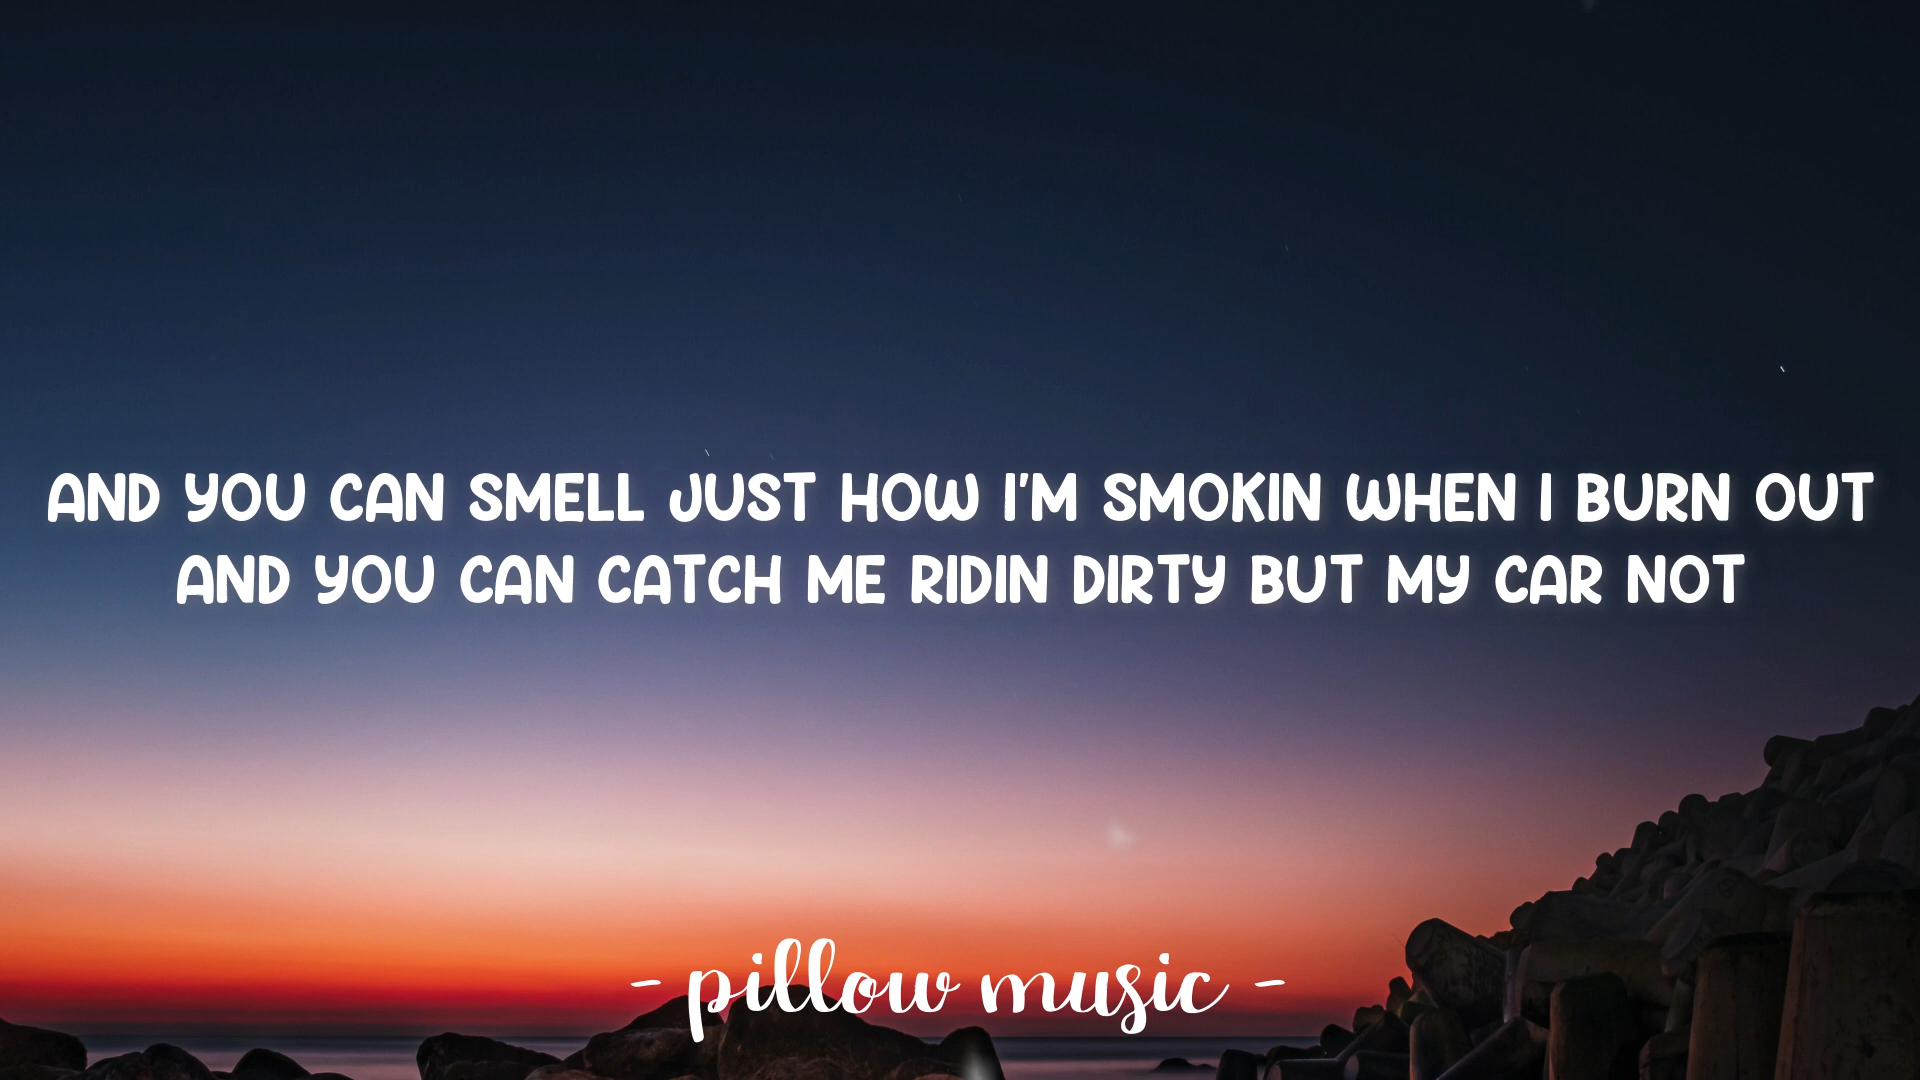 AND YOU CAN SMELL JUST HOW I'M SMOKIN WHEN I BURN OUT
AND YOU CAN CATCH ME RIDIN DIRTY BUT MY CAR NOT
- pillow music -